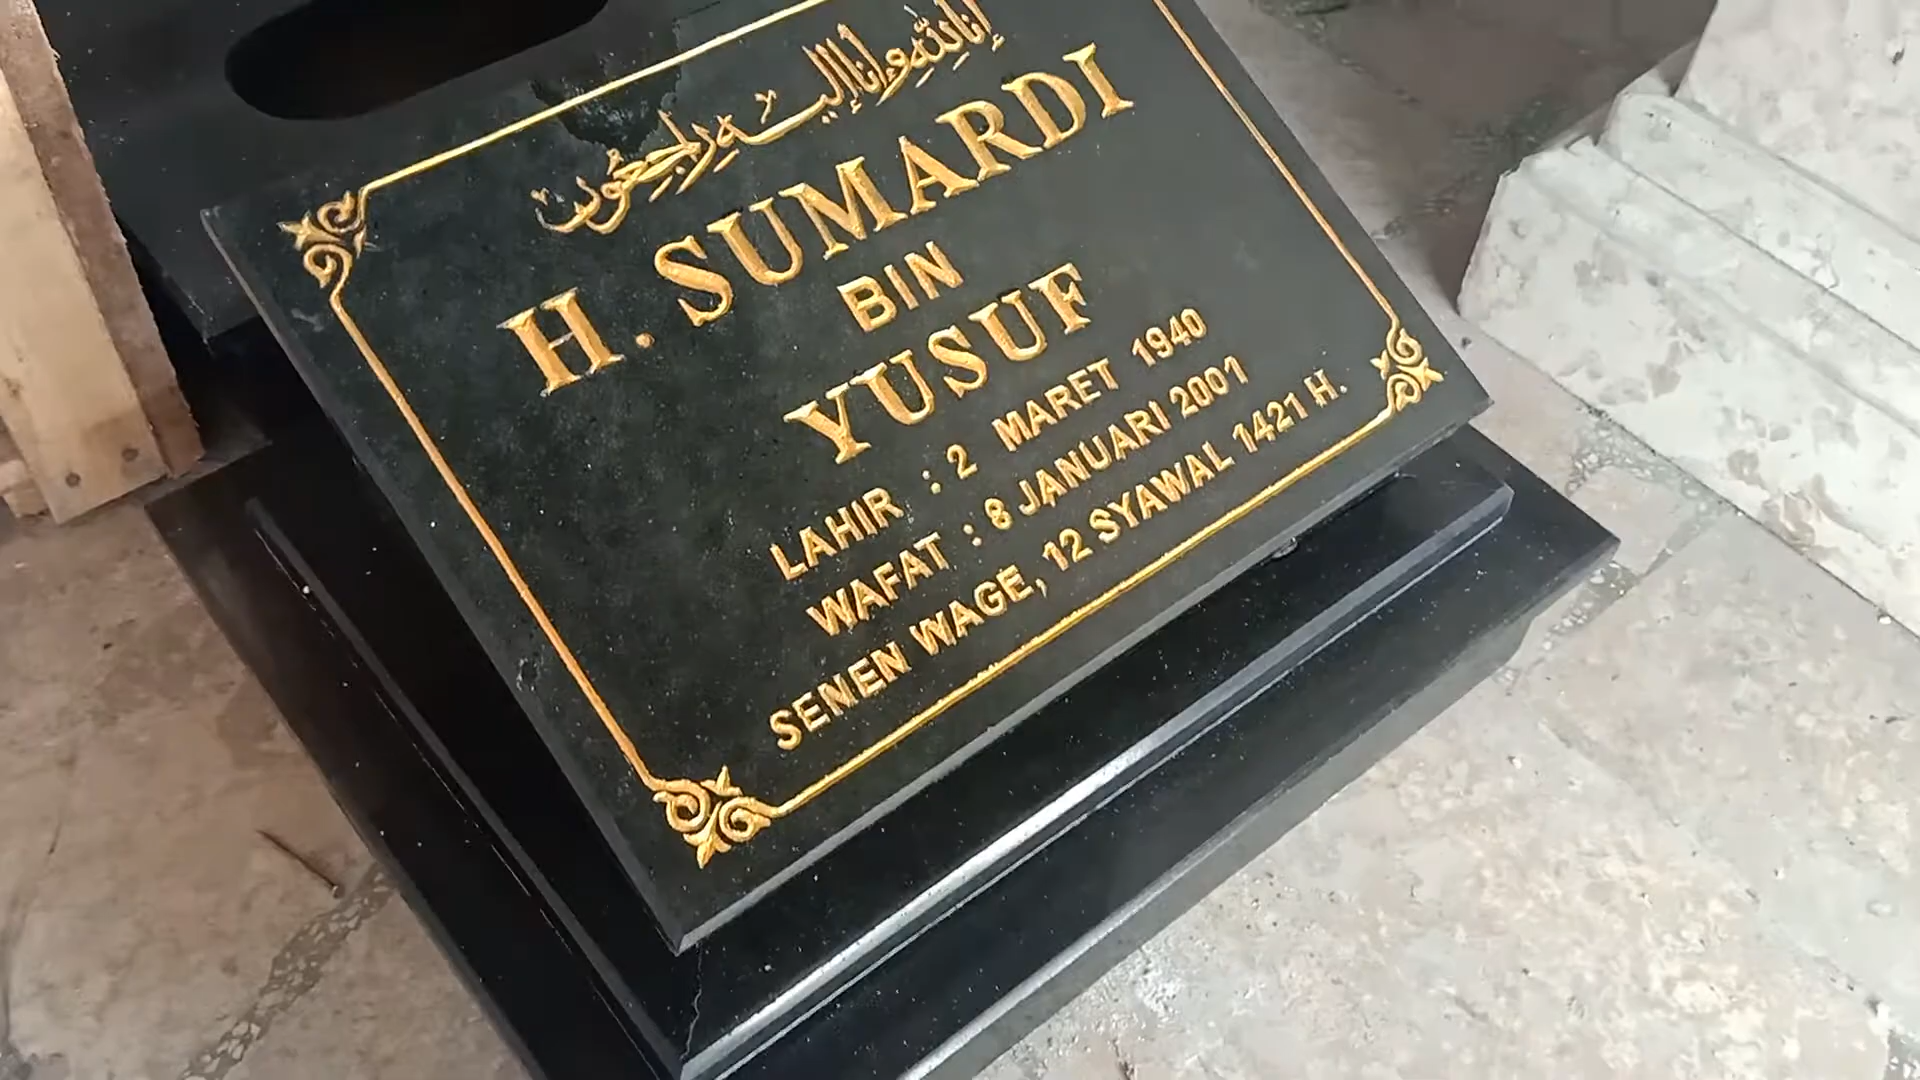 إنا لله وإنا إليه راجعون
H. SUMARDI
BIN
YUSUF
LAHIR : 2 MARET 1940
WAFAT : 8 JANUARI 2001
SENEN WAGE, 12 SYAWAL 1421 H.